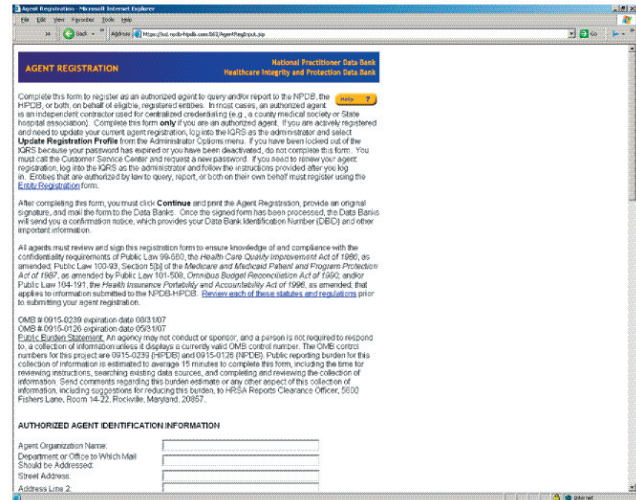 Agent Registration - Microsoft Internet Explorer
File Edit View Favorites Tools Help
Back Address Go
AGENT REGISTRATION
National Practitioner Data Bank
Healthcare Integrity and Protection Data Bank
Help ?
Complete this form to register as an authorized agent to query and/or report to the NPDB, the
HIPDB, or both, on behalf of eligible, registered entities. In most cases, an authorized agent
is an independent contractor used for centralized credentialing (e.g., a county medical society or State
hospital association). Complete this form only if you are an authorized agent. If you are actively registered
and need to update your current agent registration, log into the IQRS as the administrator and select
Update Registration Profile from the Administrator Options menu. If you have been locked out of the
IQRS because your password has expired or you have been deactivated, do not complete this form. You
must call the Customer Service Center and request a new password. If you need to renew your agent
registration, log into the IQRS as the administrator and follow the instructions provided after you log
in. Entities that are authorized by law to query, report, or both on their own behalf must register using the
Entity Registration form.
After completing this form, you must click Continue and print the Agent Registration, provide an original
signature, and mail the form to the Data Banks. Once the signed form has been processed, the Data Banks
will send you a confirmation notice, which provides your Data Bank Identification Number (DBID) and other
important information.
All agents must review and sign this registration form to ensure knowledge of and compliance with the
confidentiality requirements of Public Law 99-660, the Health Care Quality Improvement Act of 1986, as
amended; Public Law 100-93, Section 5[b] of the Medicare and Medicaid Patient and Program Protection
Act of 1987, as amended by Public Law 101-508, Omnibus Budget Reconciliation Act of 1990; and/or
Public Law 104-191, the Health Insurance Portability and Accountability Act of 1996, as amended, that
applies to information submitted to the NPDB-HIPDB. Review each of these statutes and regulations prior
to submitting your agent registration.
OMB # 0915-0239 expiration date 08/31/07
OMB # 0915-0126 expiration date 05/31/07
Public Burden Statement: An agency may not conduct or sponsor, and a person is not required to respond
to, a collection of information unless it displays a currently valid OMB control number. The OMB control
numbers for this project are 0915-0239 (HIPDB) and 0915-0126 (NPDB). Public reporting burden for this
collection of information is estimated to average 15 minutes to complete this form, including the time for
reviewing instructions, searching existing data sources, and completing and reviewing the collection of
information. Send comments regarding this burden estimate or any other aspect of this collection of
information, including suggestions for reducing this burden, to HRSA Reports Clearance Officer, 5600
Fishers Lane, Room 14-22, Rockville, Maryland, 20857.
AUTHORIZED AGENT IDENTIFICATION INFORMATION
Agent Organization Name:
Department or Office to Which Mail
Should be Addressed:
Street Address:
Address Line 2:
Internet